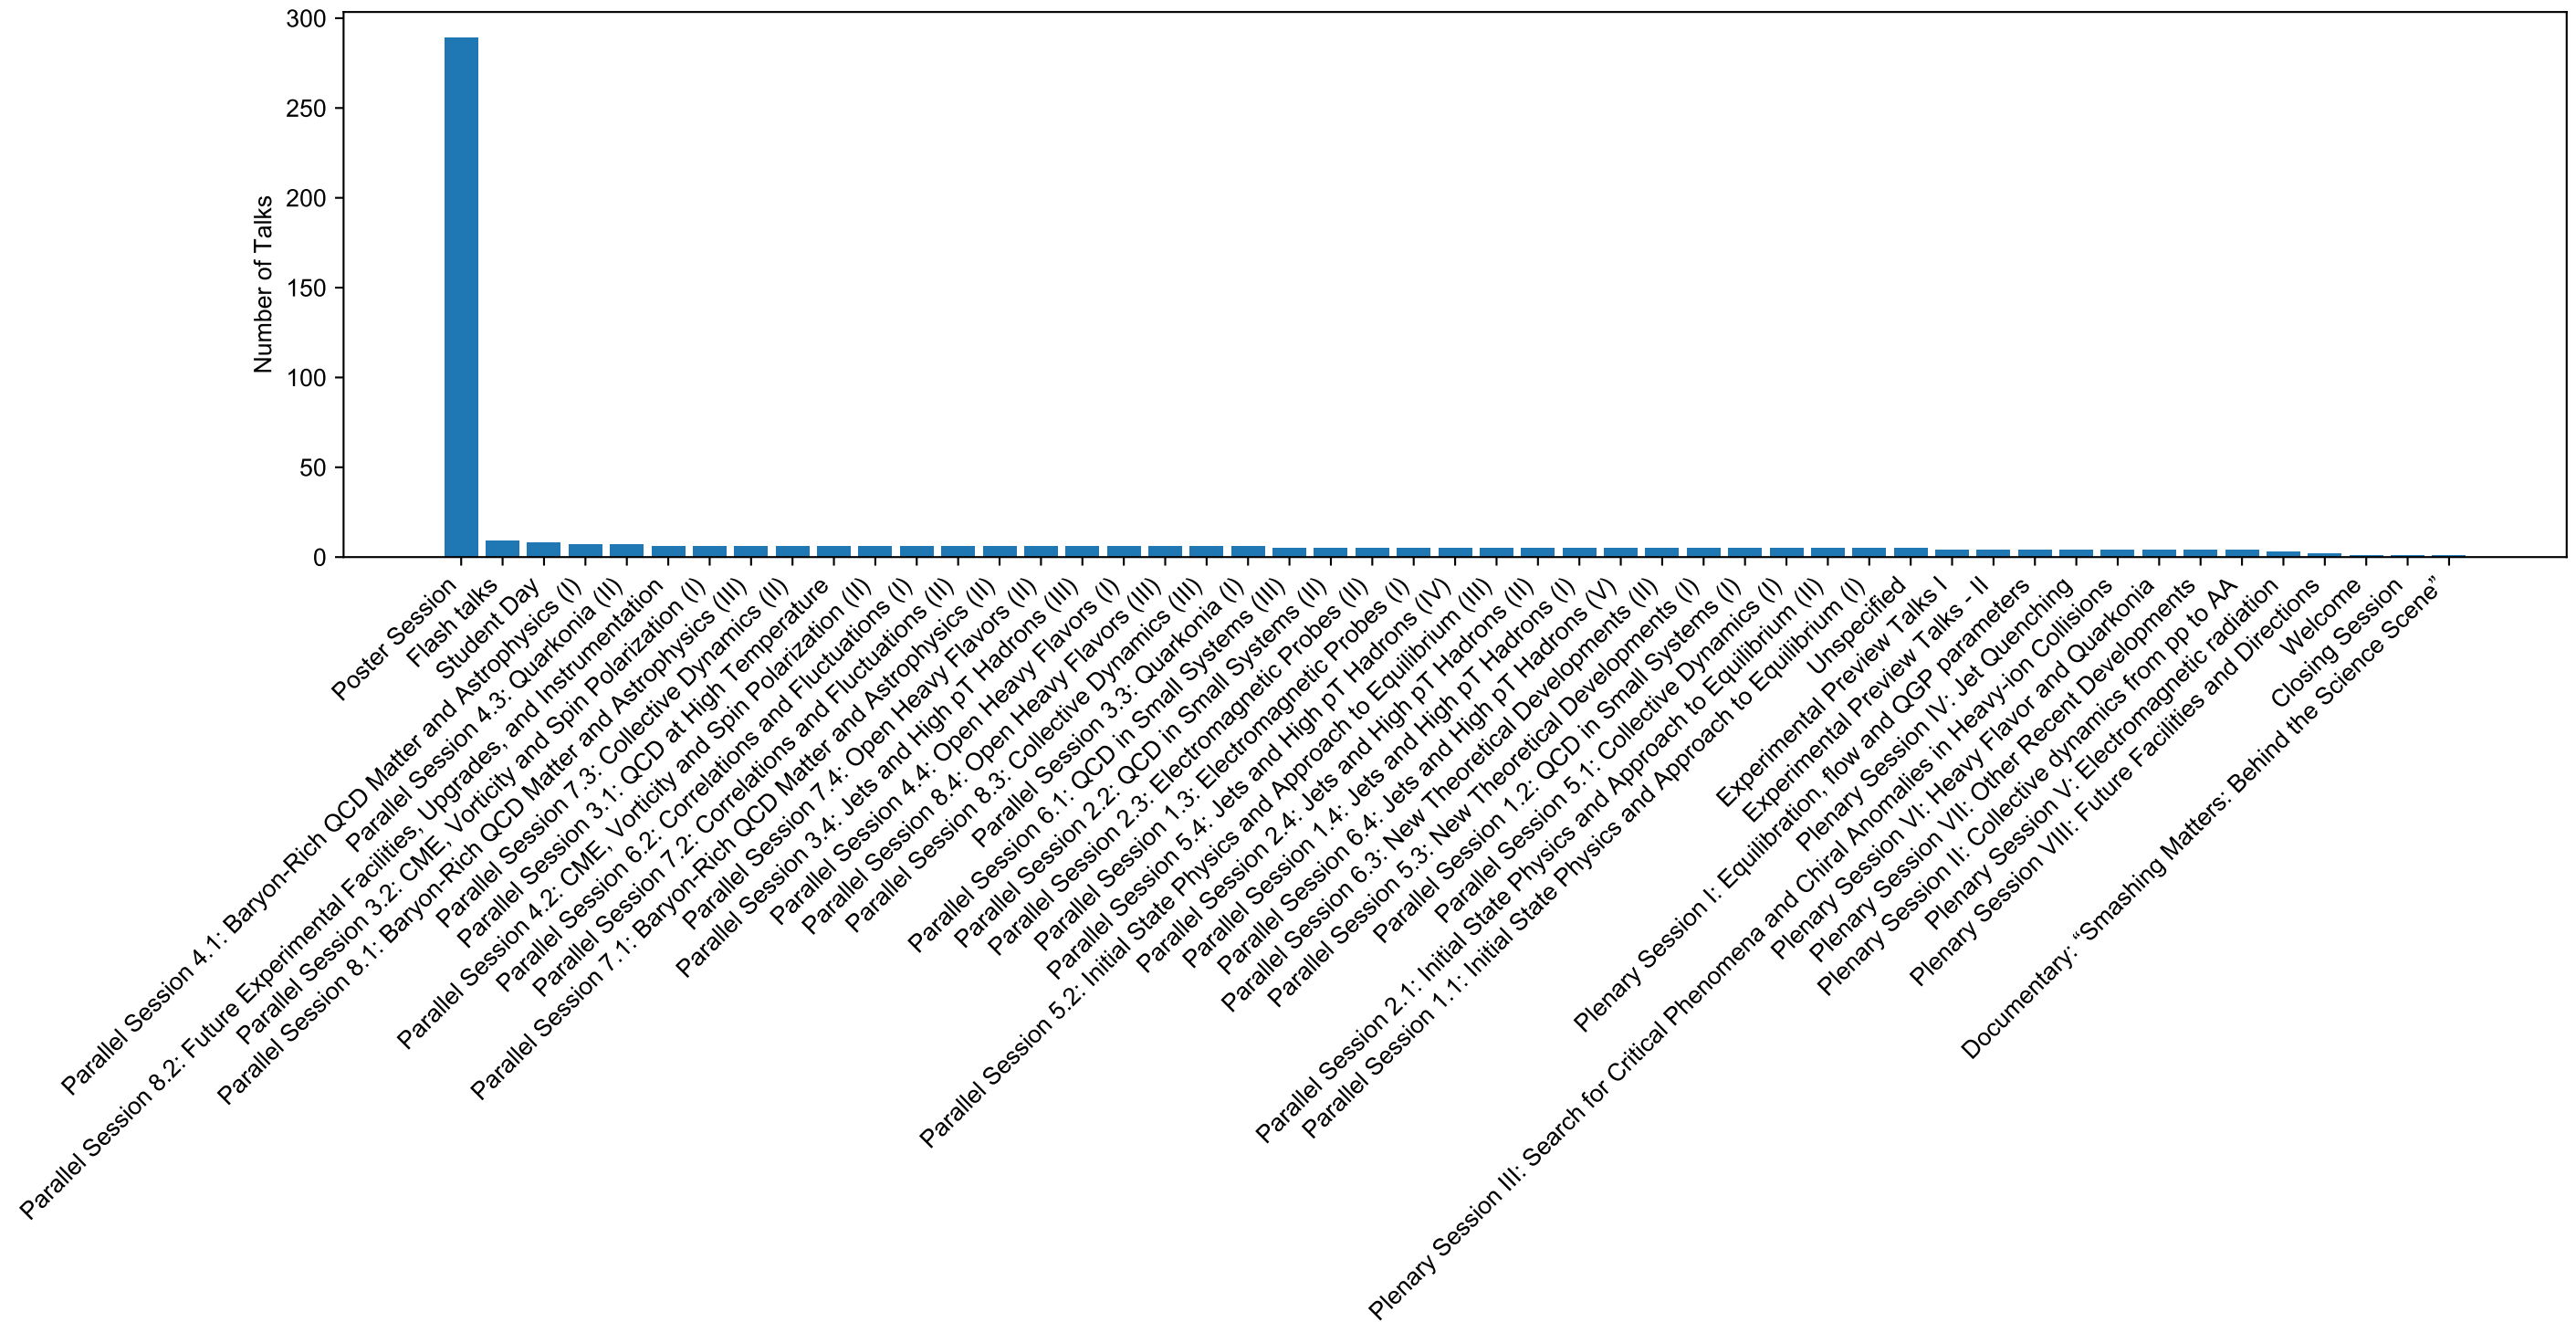 300
250
200
150
100
50
0
Number of Talks
Poster Session
Flash talks
Student Day
Parallel Session 4.1: Baryon-Rich QCD Matter and Astrophysics (I)
Parallel Session 4.3: Quarkonia (II)
Parallel Session 8.2: Future Experimental Facilities, Upgrades, and Instrumentation
Parallel Session 3.2: CME, Vorticity and Spin Polarization (I)
Parallel Session 8.1: Baryon-Rich QCD Matter and Astrophysics (III)
Parallel Session 7.3: Collective Dynamics (II)
Parallel Session 3.1: QCD at High Temperature
Parallel Session 4.2: CME, Vorticity and Spin Polarization (II)
Parallel Session 6.2: Correlations and Fluctuations (I)
Parallel Session 7.2: Correlations and Fluctuations (II)
Parallel Session 7.1: Baryon-Rich QCD Matter and Astrophysics (II)
Parallel Session 7.4: Open Heavy Flavors (II)
Parallel Session 3.4: Jets and High pT Hadrons (III)
Parallel Session 4.4: Open Heavy Flavors (I)
Parallel Session 8.4: Open Heavy Flavors (III)
Parallel Session 8.3: Collective Dynamics (III)
Parallel Session 3.3: Quarkonia (I)
Parallel Session 6.1: QCD in Small Systems (III)
Parallel Session 2.2: QCD in Small Systems (II)
Parallel Session 2.3: Electromagnetic Probes (II)
Parallel Session 1.3: Electromagnetic Probes (I)
Parallel Session 5.4: Jets and High pT Hadrons (IV)
Parallel Session 5.2: Initial State Physics and Approach to Equilibrium (III)
Parallel Session 2.4: Jets and High pT Hadrons (II)
Parallel Session 1.4: Jets and High pT Hadrons (I)
Parallel Session 6.4: Jets and High pT Hadrons (V)
Parallel Session 6.3: New Theoretical Developments (II)
Parallel Session 5.3: New Theoretical Developments (I)
Parallel Session 1.2: QCD in Small Systems (I)
Parallel Session 5.1: Collective Dynamics (I)
Parallel Session 2.1: Initial State Physics and Approach to Equilibrium (II)
Parallel Session 1.1: Initial State Physics and Approach to Equilibrium (I)
Unspecified
Experimental Preview Talks I
Experimental Preview Talks - II
Plenary Session I: Equilibration, flow and QGP parameters
Plenary Session IV: Jet Quenching
Plenary Session III: Search for Critical Phenomena and Chiral Anomalies in Heavy-ion Collisions
Plenary Session VI: Heavy Flavor and Quarkonia
Plenary Session VII: Other Recent Developments
Plenary Session II: Collective dynamics from pp to AA
Plenary Session V: Electromagnetic radiation
Plenary Session VIII: Future Facilities and Directions
Welcome
Closing Session
Documentary: “Smashing Matters: Behind the Science Scene”